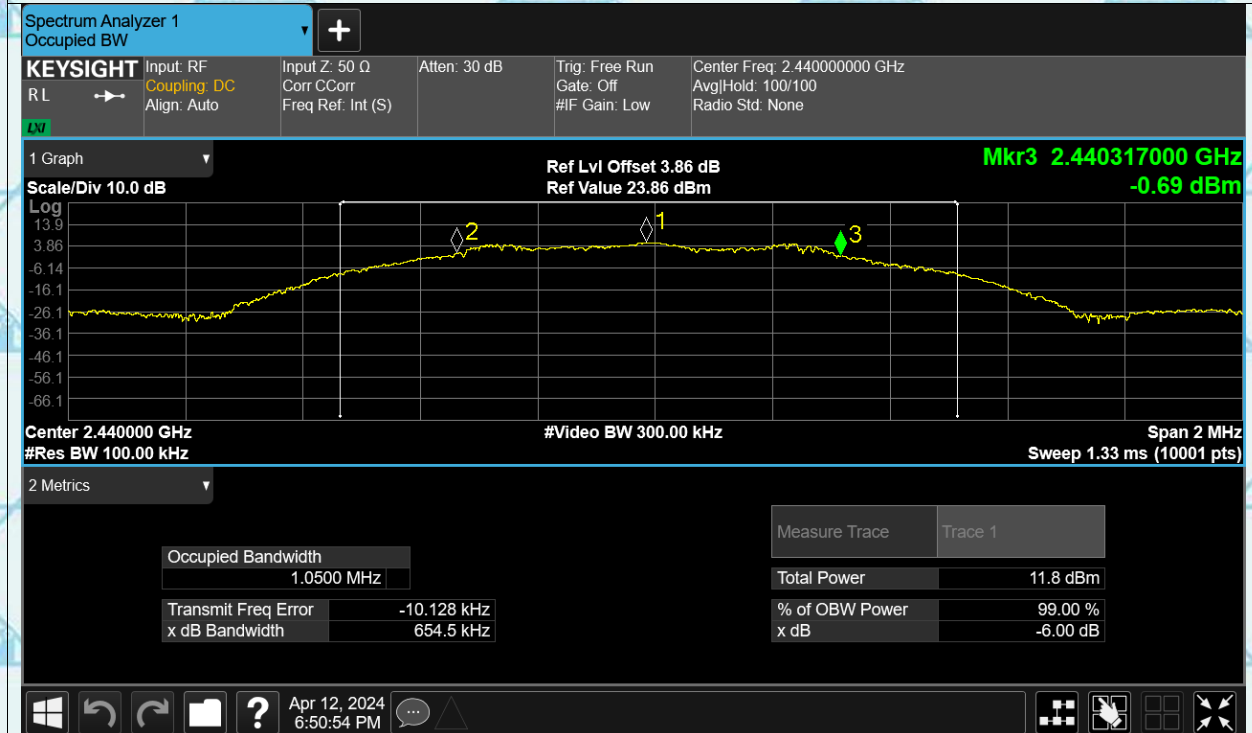 Spectrum Analyzer 1
Occupied BW
KEYSIGHT
R L
LXI
Input: RF
Coupling: DC
Align: Auto
Input Z: 50 Ω
Corr CCorr
Freq Ref: Int (S)
Atten: 30 dB
Trig: Free Run
Gate: Off
#IF Gain: Low
Center Freq: 2.440000000 GHz
Avg|Hold: 100/100
Radio Std: None
1 Graph
Scale/Div 10.0 dB
Ref Lvl Offset 3.86 dB
Ref Value 23.86 dBm
Mkr3 2.440317000 GHz
-0.69 dBm
Log
13.9
3.86
-6.14
-16.1
-26.1
-36.1
-46.1
-56.1
-66.1
2
1
3
Center 2.440000 GHz
#Res BW 100.00 kHz
#Video BW 300.00 kHz
Span 2 MHz
Sweep 1.33 ms (10001 pts)
2 Metrics
Occupied Bandwidth
1.0500 MHz
Transmit Freq Error -10.128 kHz
x dB Bandwidth 654.5 kHz
Measure Trace Trace 1
Total Power 11.8 dBm
% of OBW Power 99.00 %
x dB -6.00 dB
?
Apr 12, 2024
6:50:54 PM